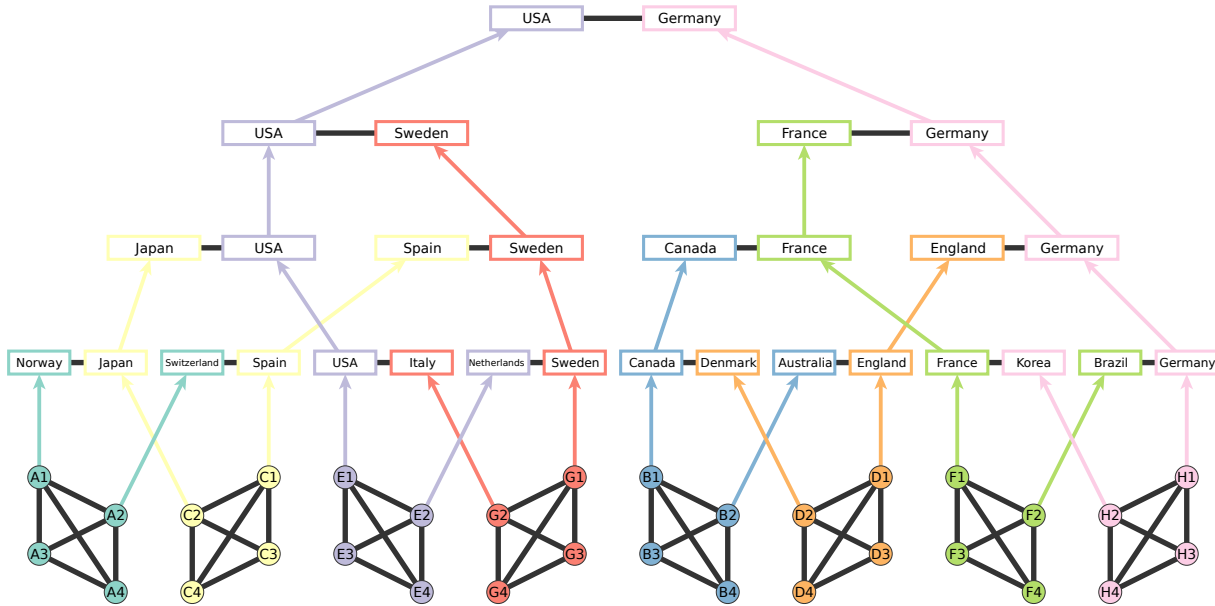 USA Germany
USA Sweden France Germany
Japan USA Spain Sweden Canada France England Germany
Norway Japan Switzerland Spain USA Italy Netherlands Sweden Canada Denmark Australia England France Korea Brazil Germany
A1 C1 E1 G1 B1 D1 F1 H1
A2 C2 E2 G2 B2 D2 F2 H2
A3 C3 E3 G3 B3 D3 F3 H3
A4 C4 E4 G4 B4 D4 F4 H4